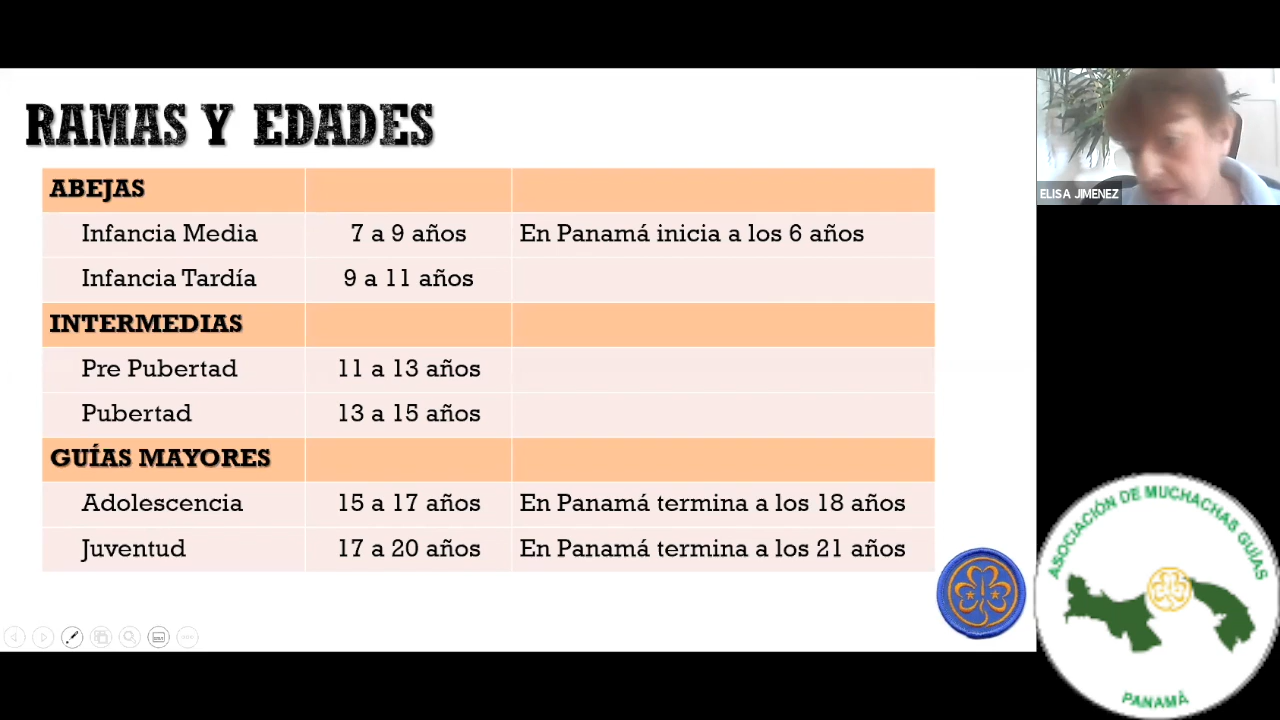 RAMAS Y EDADES
ABEJAS
Infancia Media 7 a 9 años En Panamá inicia a los 6 años
Infancia Tardía 9 a 11 años
INTERMEDIAS
Pre Pubertad 11 a 13 años
Pubertad 13 a 15 años
GUÍAS MAYORES
Adolescencia 15 a 17 años En Panamá termina a los 18 años
Juventud 17 a 20 años En Panamá termina a los 21 años
ELISA JIMENEZ
ASOCIACIÓN DE MUCHACHAS GUÍAS
PANAMÁ